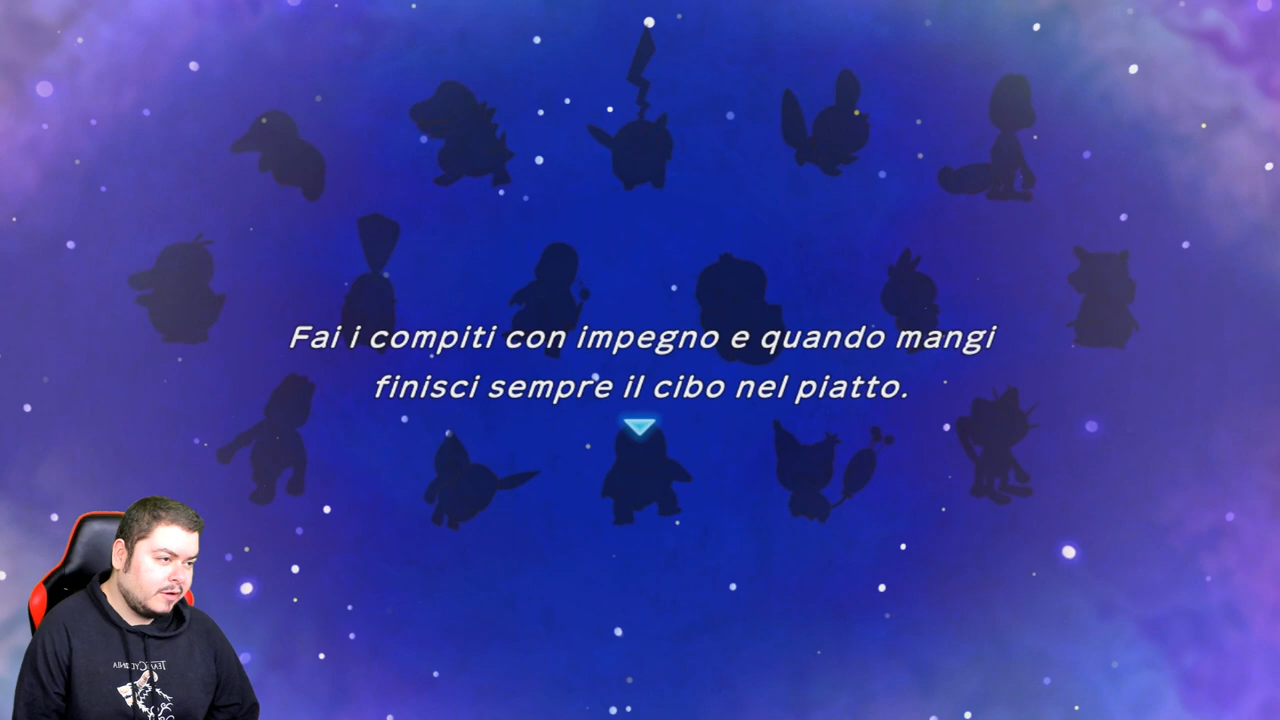 Fai i compiti con impegno e quando mangi
finisci sempre il cibo nel piatto.